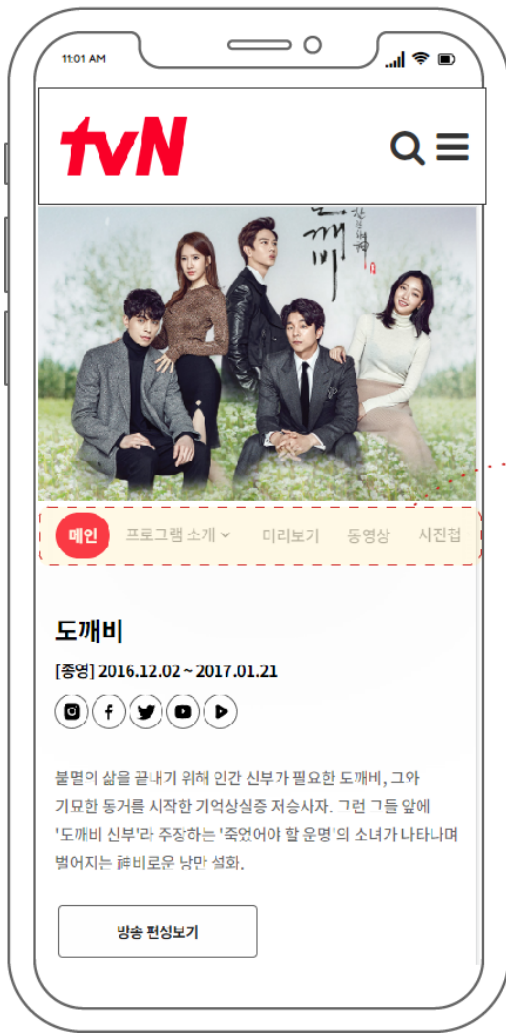 11:01 AM
tvN
도깨비
메인 프로그램 소개 미리보기 동영상 사진첩
도깨비
[종영] 2016.12.02 ~ 2017.01.21
불멸의 삶을 끝내기 위해 인간 신부가 필요한 도깨비, 그와
기묘한 동거를 시작한 기억상실증 저승사자. 그런 그들 앞에
'도깨비 신부'라 주장하는 '죽었어야 할 운명'의 소녀가 나타나며
벌어지는 神비로운 낭만 설화.
방송 편성보기